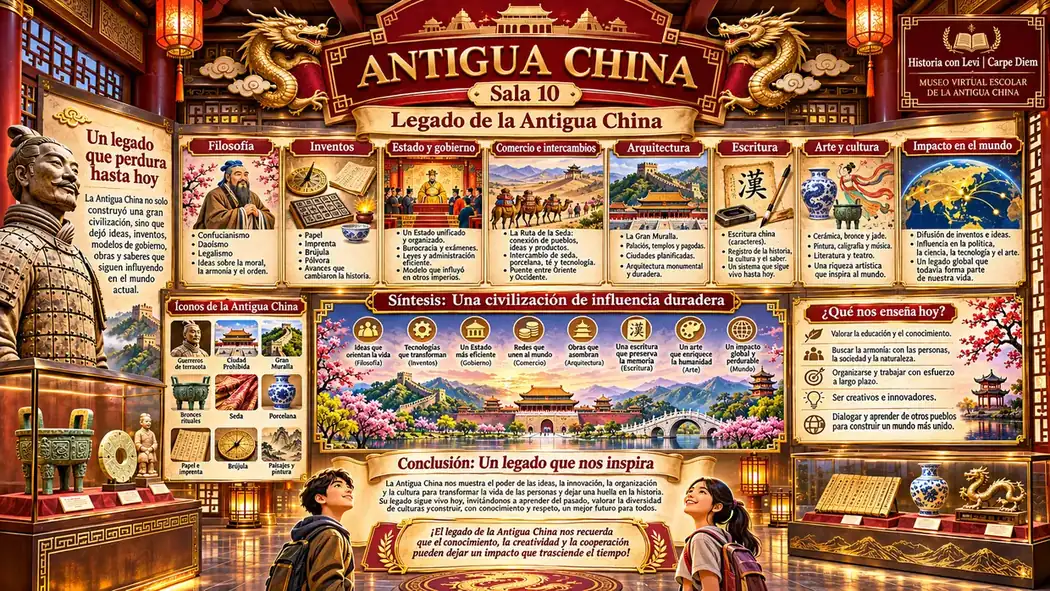 ANTIGUA CHINA
Sala 10
Legado de la Antigua China
Historia con Levi | Carpe Diem
MUSEO VIRTUAL ESCOLAR
DE LA ANTIGUA CHINA
Un legado
que perdura
hasta hoy
La Antigua China no solo
construyó una gran
civilización, sino que
dejó ideas, inventos,
modelos de gobierno,
obras y saberes que
siguen influyendo
en el mundo
actual.
Filosofía
• Confucianismo
• Daoísmo
• Legalismo
• Ideas sobre la moral,
la armonía y el orden.
Inventos
• Papel
• Imprenta
• Brújula
• Pólvora
• Avances que
cambiaron la historia.
Estado y gobierno
• Un Estado unificado
y organizado.
• Burocracia y exámenes.
• Leyes y administración
eficiente.
• Modelo que influyó
en otros imperios.
Comercio e intercambios
• La Ruta de la Seda:
conexión de pueblos,
ideas y productos.
• Intercambio de seda,
porcelana, té y tecnología.
• Puente entre Oriente
y Occidente.
Arquitectura
• La Gran Muralla.
• Palacios, templos y pagodas.
• Ciudades planificadas.
• Arquitectura monumental
y duradera.
Escritura
漢
• Escritura china
(caracteres).
• Registro de la historia,
la cultura y el saber.
• Un sistema que sigue
vivo hasta hoy.
Arte y cultura
• Cerámica, bronce y jade.
• Pintura, caligrafía y música.
• Literatura y teatro.
• Una riqueza artística
que inspira al mundo.
Impacto en el mundo
• Difusión de inventos e ideas.
• Influencia en la política,
la ciencia, la tecnología y el arte.
• Un legado global que
todavía forma parte
de nuestra vida.
Íconos de la Antigua China
Guerreros
de terracota
Ciudad
Prohibida
Gran
Muralla
Bronces
rituales
Seda
Porcelana
Papel e
imprenta
Brújula
Paisajes y
pintura
Síntesis: Una civilización de influencia duradera
Ideas que
orientan la vida
(Filosofía)
Tecnologías
que transforman
(Inventos)
Un Estado
más eficiente
(Gobierno)
Redes que
unen al mundo
(Comercio)
Obras que
asombran
(Arquitectura)
漢
Una escritura
que preserva
la memoria
(Escritura)
Un arte
que enriquece
la humanidad
(Arte)
Un impacto
global y
perdurable
(Mundo)
¿Qué nos enseña hoy?
Valorar la educación y el conocimiento.
Buscar la armonía: con las personas,
la sociedad y la naturaleza.
Organizarse y trabajar con esfuerzo
a largo plazo.
Ser creativos e innovadores.
Dialogar y aprender de otros pueblos
para construir un mundo más unido.
Conclusión: Un legado que nos inspira
La Antigua China nos muestra el poder de las ideas, la innovación, la organización
y la cultura para transformar la vida de las personas y dejar una huella en la historia.
Su legado sigue vivo hoy, invitándonos a aprender del pasado, valorar la diversidad
de culturas yconstruir, con conocimiento y respeto, un mejor futuro para todos.
¡El legado de la Antigua China nos recuerda
que el conocimiento, la creatividad y la cooperación
pueden dejar un impacto que trasciende el tiempo!